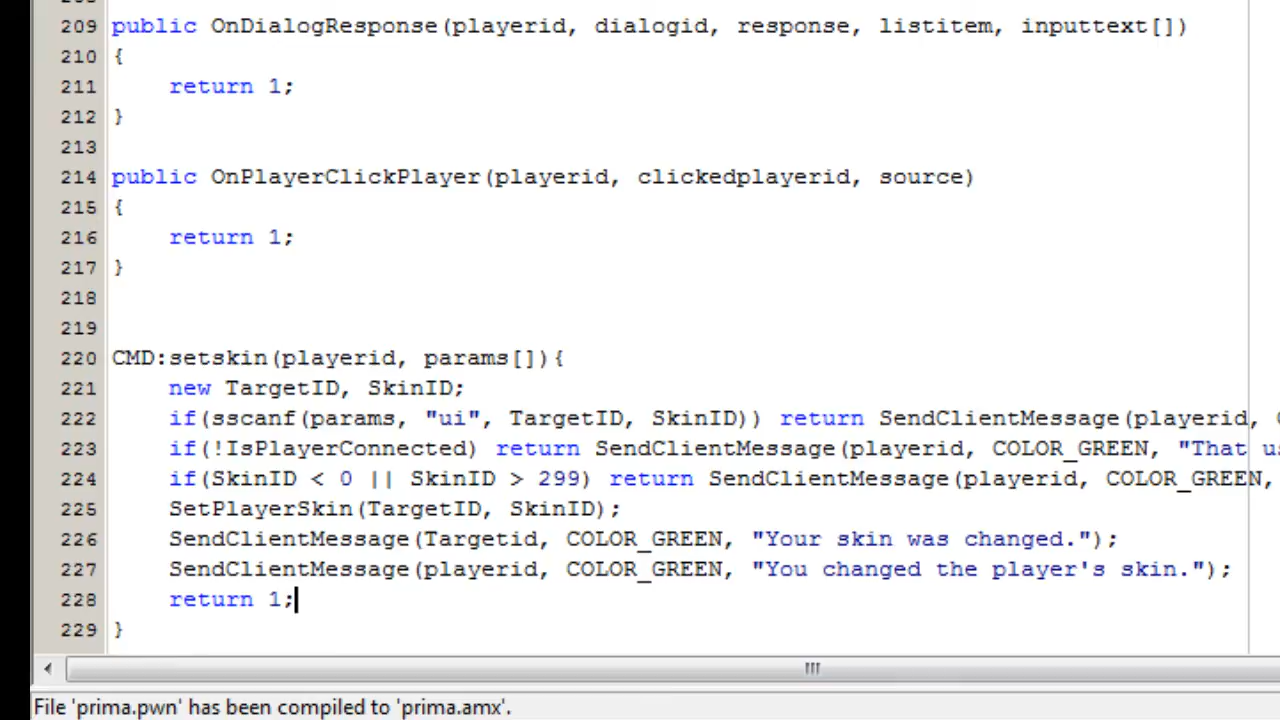 209 public OnDialogResponse(playerid, dialogid, response, listitem, inputtext[])
210 {
211 return 1;
212 }
213
214 public OnPlayerClickPlayer(playerid, clickedplayerid, source)
215 {
216 return 1;
217 }
218
219
220 CMD:setskin(playerid, params[]){
221 new TargetID, SkinID;
222 if(sscanf(params, "ui", TargetID, SkinID)) return SendClientMessage(playerid,
223 if(!IsPlayerConnected) return SendClientMessage(playerid, COLOR_GREEN, "That us
224 if(SkinID < 0 || SkinID > 299) return SendClientMessage(playerid, COLOR_GREEN,
225 SetPlayerSkin(TargetID, SkinID);
226 SendClientMessage(Targetid, COLOR_GREEN, "Your skin was changed.");
227 SendClientMessage(playerid, COLOR_GREEN, "You changed the player's skin.");
228 return 1;
229 }
File 'prima.pwn' has been compiled to 'prima.amx'.